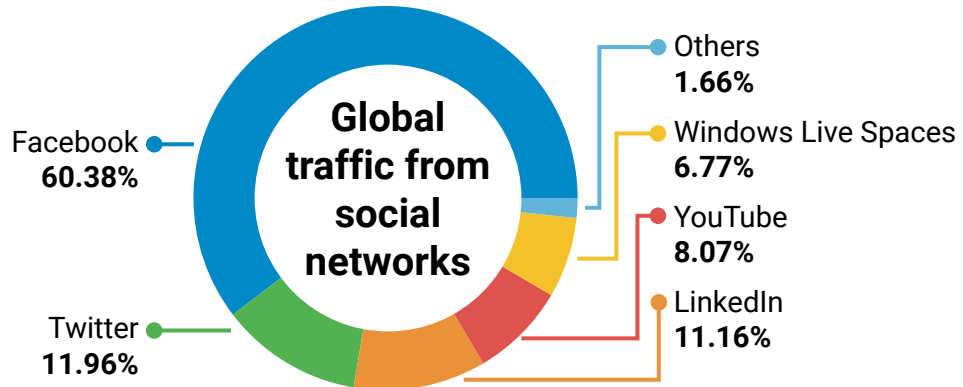 Global
traffic from
social
networks
Facebook
60.38%
Twitter
11.96%
Others
1.66%
Windows Live Spaces
6.77%
YouTube
8.07%
LinkedIn
11.16%